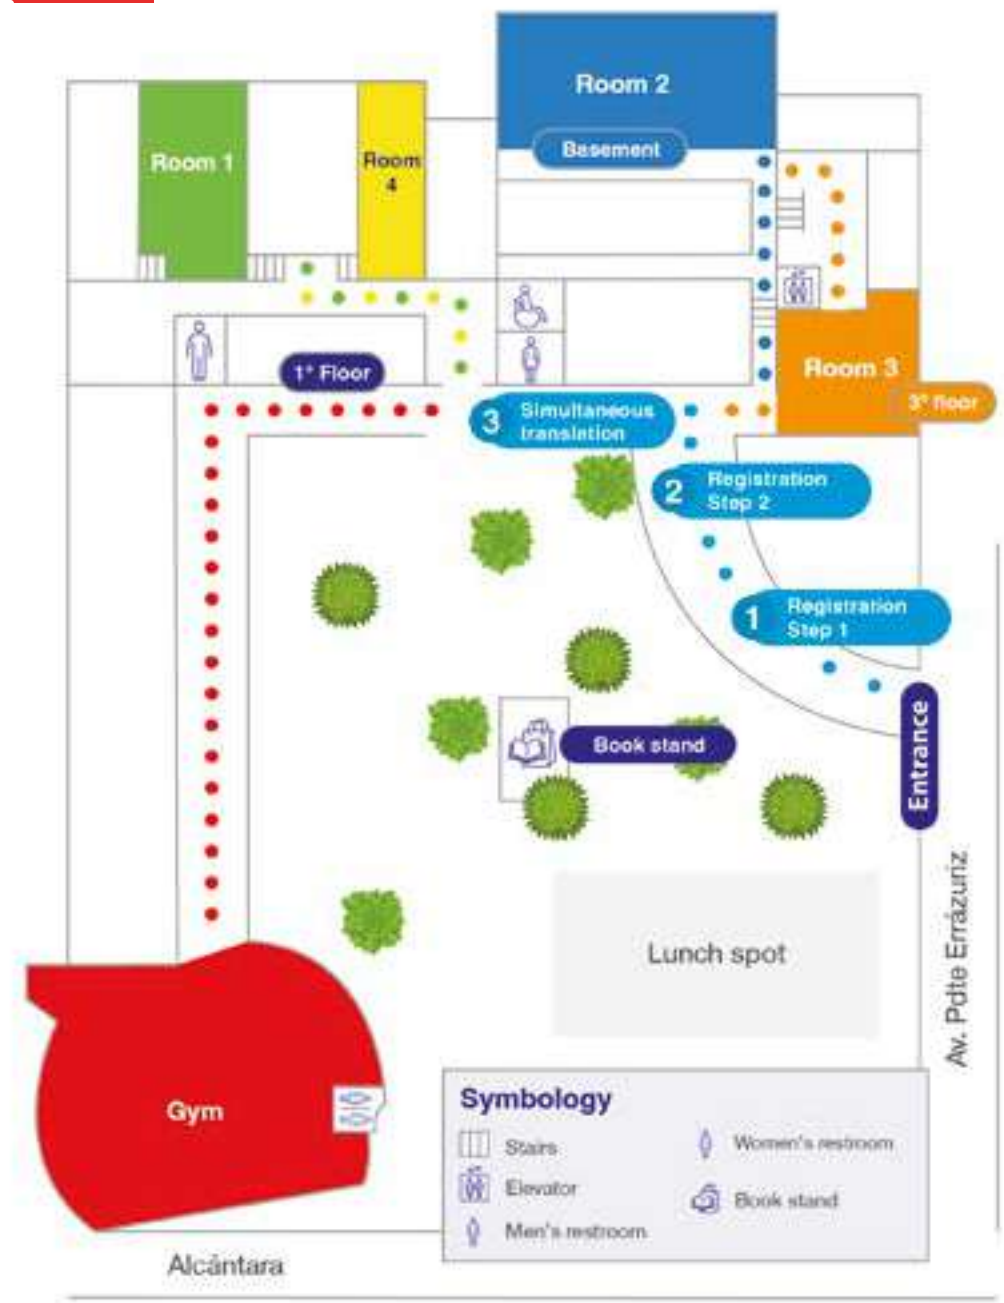 Room 2
Basement
Room 1
Room
4
Room 3
3° floor
1° Floor
3
Simultaneous
translation
2
Registration
Step 2
1
Registration
Step 1
Entrance
Book stand
Av. Pdte Errázuriz
Lunch spot
Gym
Symbology
Stairs
Elevator
Men's restroom
Women's restroom
Book stand
Alcántara